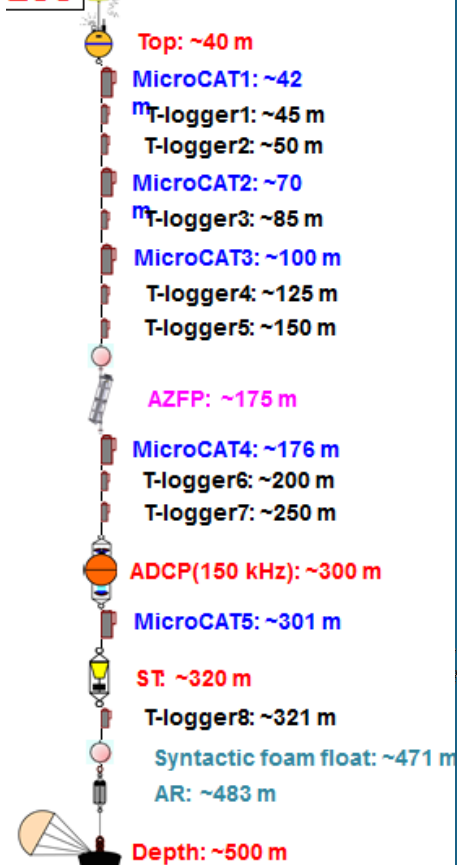 Top: ~40 m
MicroCAT1: ~42
m
T-logger1: ~45 m
T-logger2: ~50 m
MicroCAT2: ~70
m
T-logger3: ~85 m
MicroCAT3: ~100 m
T-logger4: ~125 m
T-logger5: ~150 m
AZFP: ~175 m
MicroCAT4: ~176 m
T-logger6: ~200 m
T-logger7: ~250 m
ADCP(150 kHz): ~300 m
MicroCAT5: ~301 m
ST: ~320 m
T-logger8: ~321 m
Syntactic foam float: ~471 m
AR: ~483 m
Depth: ~500 m